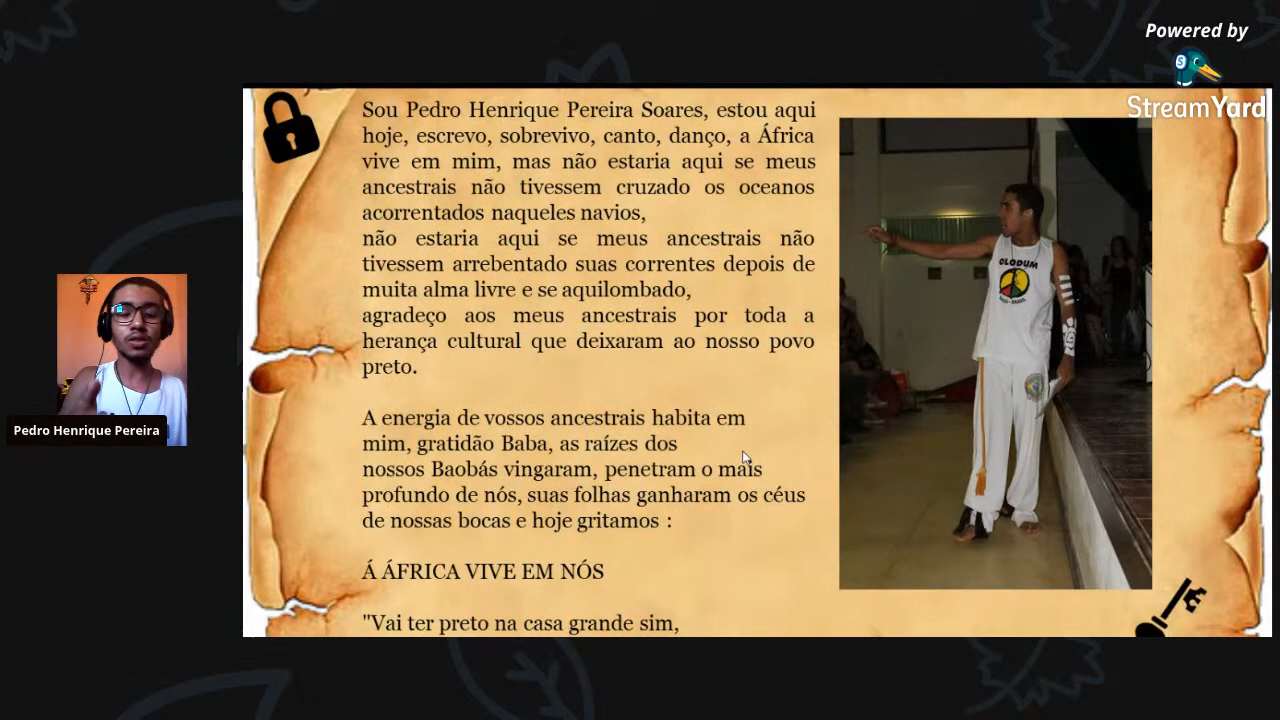 Powered by
StreamYard
Sou Pedro Henrique Pereira Soares, estou aqui
hoje, escrevo, sobrevivo, canto, danço, a África
vive em mim, mas não estaria aqui se meus
ancestrais não tivessem cruzado os oceanos
acorrentados naqueles navios,
não estaria aqui se meus ancestrais não
tivessem arrebentado suas correntes depois de
muita alma livre e se aquilombado,
agradeço aos meus ancestrais por toda a
herança cultural que deixaram ao nosso povo
preto.
A energia de vossos ancestrais habita em
mim, gratidão Baba, as raízes dos
nossos Baobás vingaram, penetram o mais
profundo de nós, suas folhas ganharam os céus
de nossas bocas e hoje gritamos :
Á ÁFRICA VIVE EM NÓS
"Vai ter preto na casa grande sim,
OLODUM
Pedro Henrique Pereira